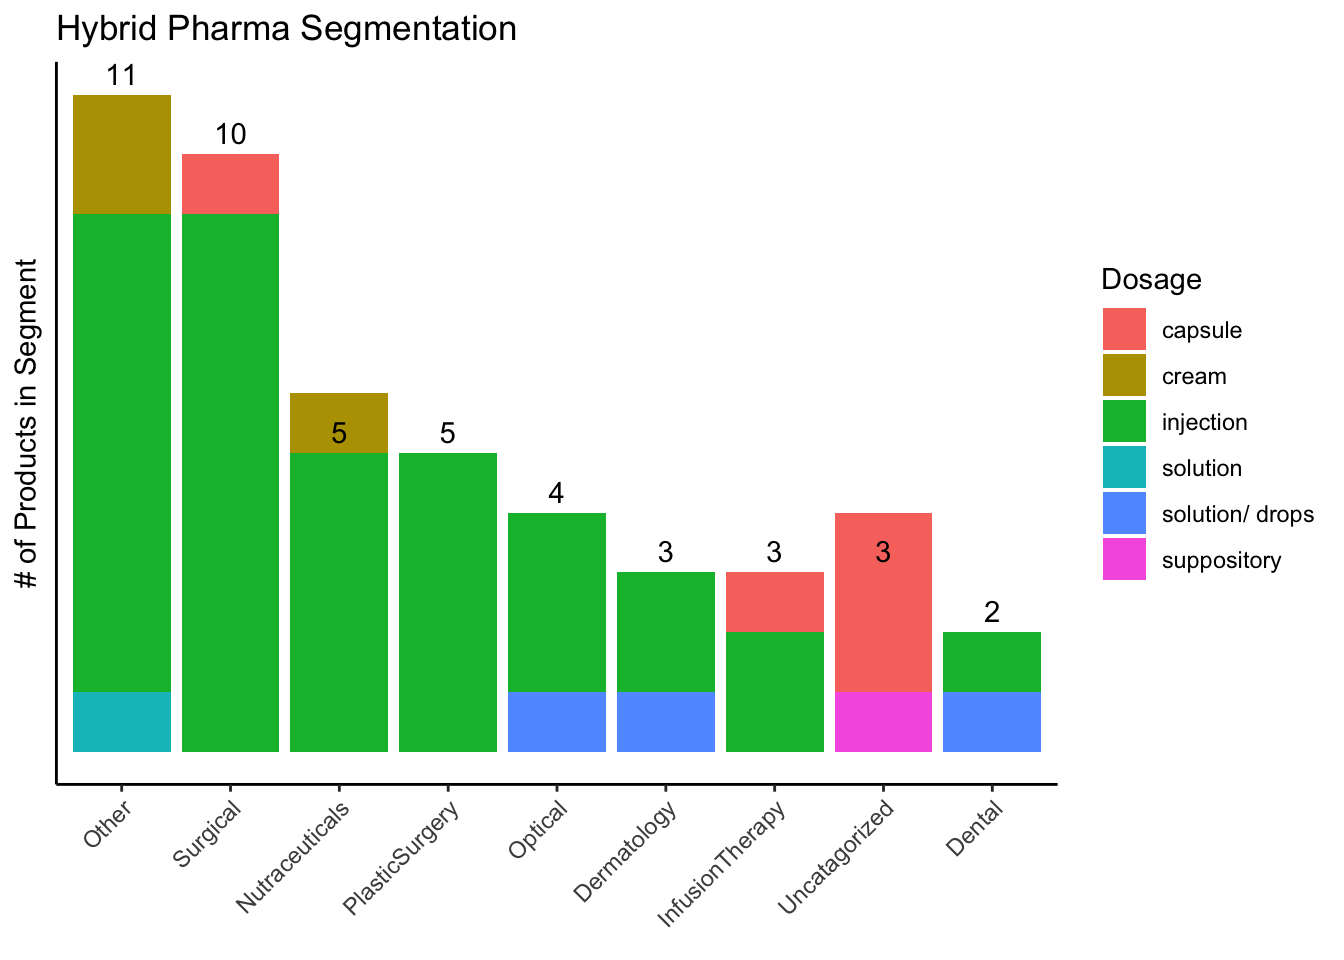 Hybrid Pharma Segmentation
# of Products in Segment
11
10
5
5
4
3
3
3
2
Other
Surgical
Nutraceuticals
PlasticSurgery
Optical
Dermatology
InfusionTherapy
Uncatagorized
Dental
Dosage
capsule
cream
injection
solution
solution/ drops
suppository